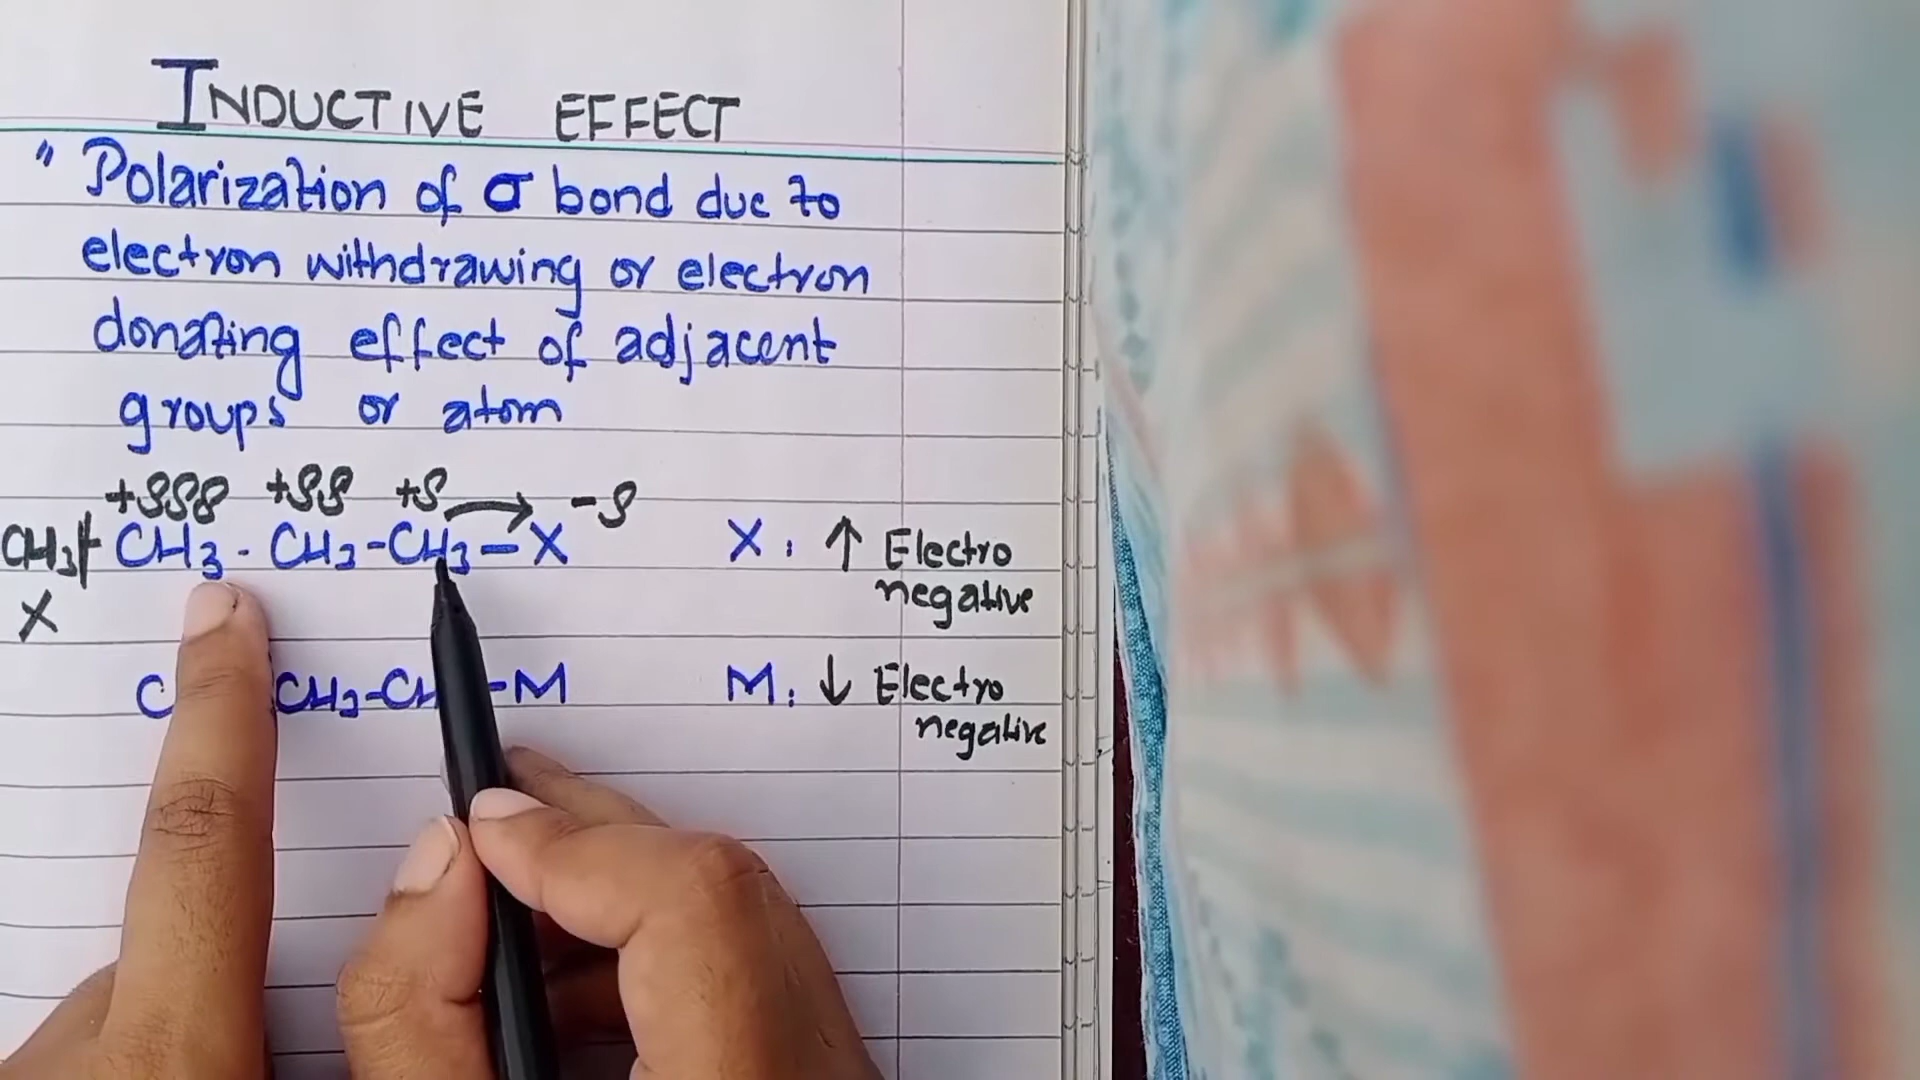 INDUCTIVE EFFECT
" Polarization of σ bond due to
electron withdrawing or electron
donating effect of adjacent
groups or atom
+δδδ +δδ +δ → -δ
CH3+ CH3 - CH2 - CH2 - X X : ↑ Electro
negative
X
C CH2-CH -M M : ↓ Electro
negative